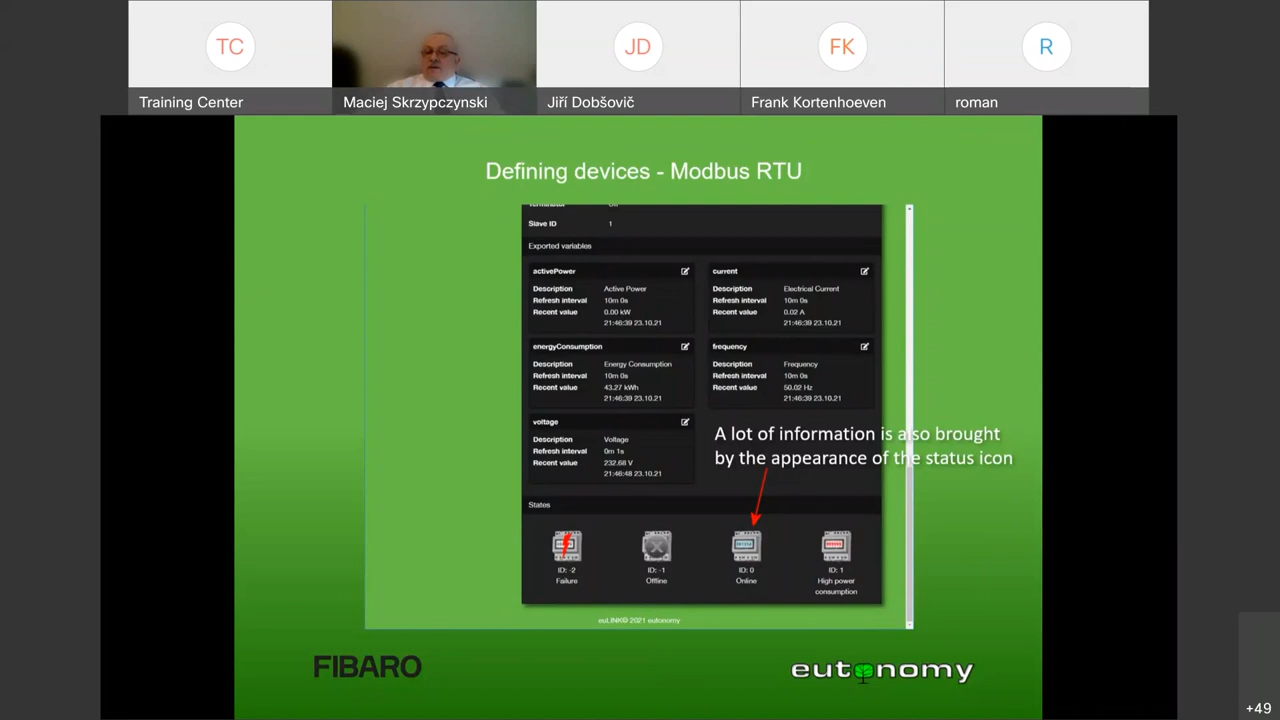 TC
JD
FK
R
Training Center
Maciej Skrzypczynski
Jiří Dobšovič
Frank Kortenhoeven
roman
Defining devices - Modbus RTU
Terminator Off
Slave ID 1
Exported variables
activePower
Description Active Power
Refresh interval 10m 0s
Recent value 0.00 kW
21:46:39 23.10.21
current
Description Electrical Current
Refresh interval 10m 0s
Recent value 0.02 A
21:46:39 23.10.21
energyConsumption
Description Energy Consumption
Refresh interval 10m 0s
Recent value 43.27 kWh
21:46:39 23.10.21
frequency
Description Frequency
Refresh interval 10m 0s
Recent value 50.02 Hz
21:46:39 23.10.21
voltage
Description Voltage
Refresh interval 0m 1s
Recent value 232.68 V
21:46:48 23.10.21
A lot of information is also brought
by the appearance of the status icon
States
ID: -2
Failure
ID: -1
Offline
ID: 0
Online
ID: 1
High power
consumption
euLINK© 2021 eutonomy
FIBARO
eutonomy
+49